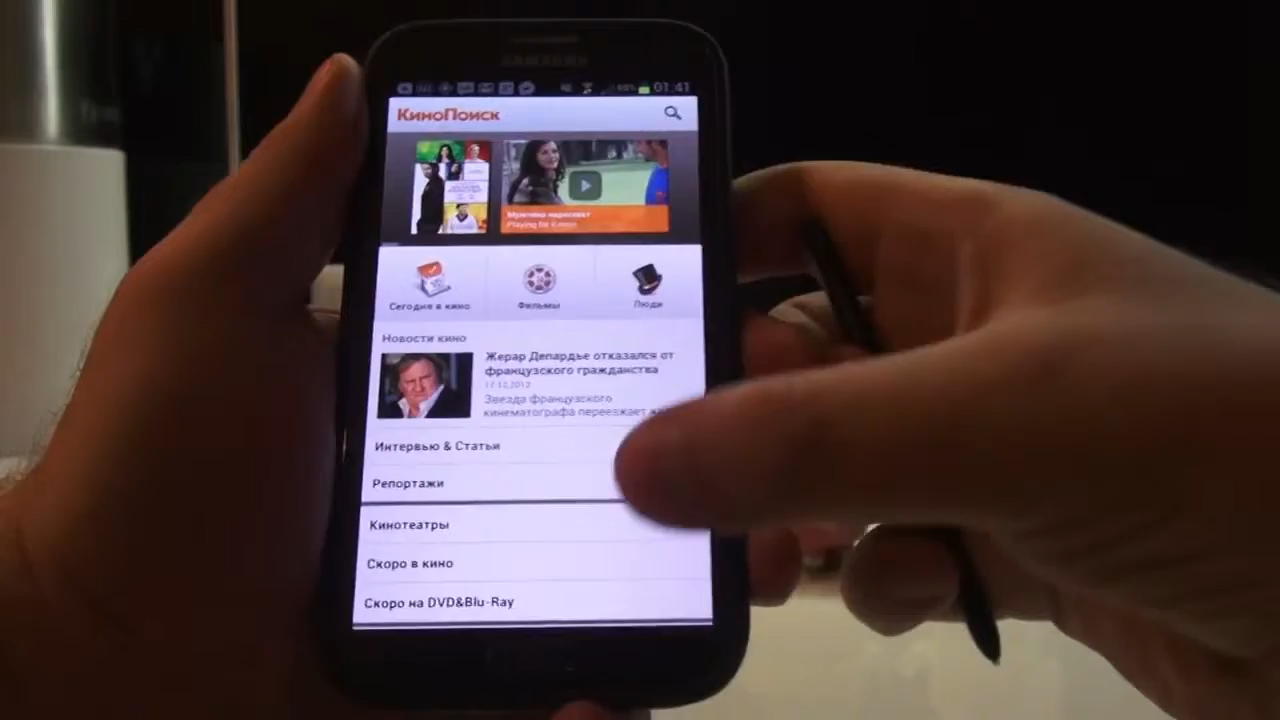 SAMSUNG
01:41
КиноПоиск
Мужчина нарасхват
Playing for Keeps
Сегодня в кино
Фильмы
Люди
Новости кино
Жерар Депардье отказался от
французского гражданства
17.12.2012
Звезда французского
кинематографа переезжает
Интервью & Статьи
Репортажи
Кинотеатры
Скоро в кино
Скоро на DVD&Blu-Ray